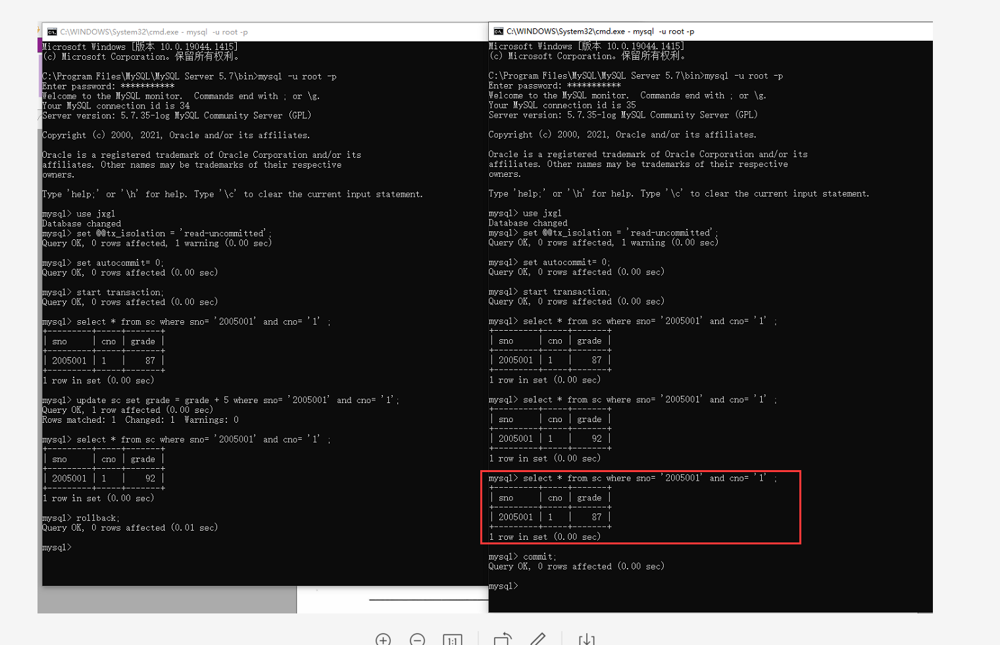 C:\WINDOWS\System32\cmd.exe - mysql  -u root -p
Microsoft Windows [版本 10.0.19044.1415]
(c) Microsoft Corporation。保留所有权利。
C:\Program Files\MySQL\MySQL Server 5.7\bin>mysql -u root -p
Enter password: ***********
Welcome to the MySQL monitor.  Commands end with ; or \g.
Your MySQL connection id is 34
Server version: 5.7.35-log MySQL Community Server (GPL)
Copyright (c) 2000, 2021, Oracle and/or its affiliates.
Oracle is a registered trademark of Oracle Corporation and/or its
affiliates. Other names may be trademarks of their respective
owners.
Type 'help;' or '\h' for help. Type '\c' to clear the current input statement.
mysql> use jxgl
Database changed
mysql> set @@tx_isolation = 'read-uncommitted';
Query OK, 0 rows affected, 1 warning (0.00 sec)
mysql> set autocommit= 0;
Query OK, 0 rows affected (0.00 sec)
mysql> start transaction;
Query OK, 0 rows affected (0.00 sec)
mysql> select * from sc where sno= '2005001' and cno= '1' ;
+---------+-----+-------+
| sno     | cno | grade |
+---------+-----+-------+
| 2005001 | 1   |    87 |
+---------+-----+-------+
1 row in set (0.00 sec)
mysql> update sc set grade = grade + 5 where sno= '2005001' and cno= '1';
Query OK, 1 row affected (0.00 sec)
Rows matched: 1  Changed: 1  Warnings: 0
mysql> select * from sc where sno= '2005001' and cno= '1' ;
+---------+-----+-------+
| sno     | cno | grade |
+---------+-----+-------+
| 2005001 | 1   |    92 |
+---------+-----+-------+
1 row in set (0.00 sec)
mysql> rollback;
Query OK, 0 rows affected (0.01 sec)
mysql>
C:\WINDOWS\System32\cmd.exe - mysql  -u root -p
Microsoft Windows [版本 10.0.19044.1415]
(c) Microsoft Corporation。保留所有权利。
C:\Program Files\MySQL\MySQL Server 5.7\bin>mysql -u root -p
Enter password: ***********
Welcome to the MySQL monitor.  Commands end with ; or \g.
Your MySQL connection id is 35
Server version: 5.7.35-log MySQL Community Server (GPL)
Copyright (c) 2000, 2021, Oracle and/or its affiliates.
Oracle is a registered trademark of Oracle Corporation and/or its
affiliates. Other names may be trademarks of their respective
owners.
Type 'help;' or '\h' for help. Type '\c' to clear the current input statement.
mysql> use jxgl
Database changed
mysql> set @@tx_isolation = 'read-uncommitted';
Query OK, 0 rows affected, 1 warning (0.00 sec)
mysql> set autocommit= 0;
Query OK, 0 rows affected (0.00 sec)
mysql> start transaction;
Query OK, 0 rows affected (0.00 sec)
mysql> select * from sc where sno= '2005001' and cno= '1' ;
+---------+-----+-------+
| sno     | cno | grade |
+---------+-----+-------+
| 2005001 | 1   |    87 |
+---------+-----+-------+
1 row in set (0.00 sec)
mysql> select * from sc where sno= '2005001' and cno= '1' ;
+---------+-----+-------+
| sno     | cno | grade |
+---------+-----+-------+
| 2005001 | 1   |    92 |
+---------+-----+-------+
1 row in set (0.00 sec)
mysql> select * from sc where sno= '2005001' and cno= '1' ;
+---------+-----+-------+
| sno     | cno | grade |
+---------+-----+-------+
| 2005001 | 1   |    87 |
+---------+-----+-------+
1 row in set (0.00 sec)
mysql> commit;
Query OK, 0 rows affected (0.00 sec)
mysql>
1:1